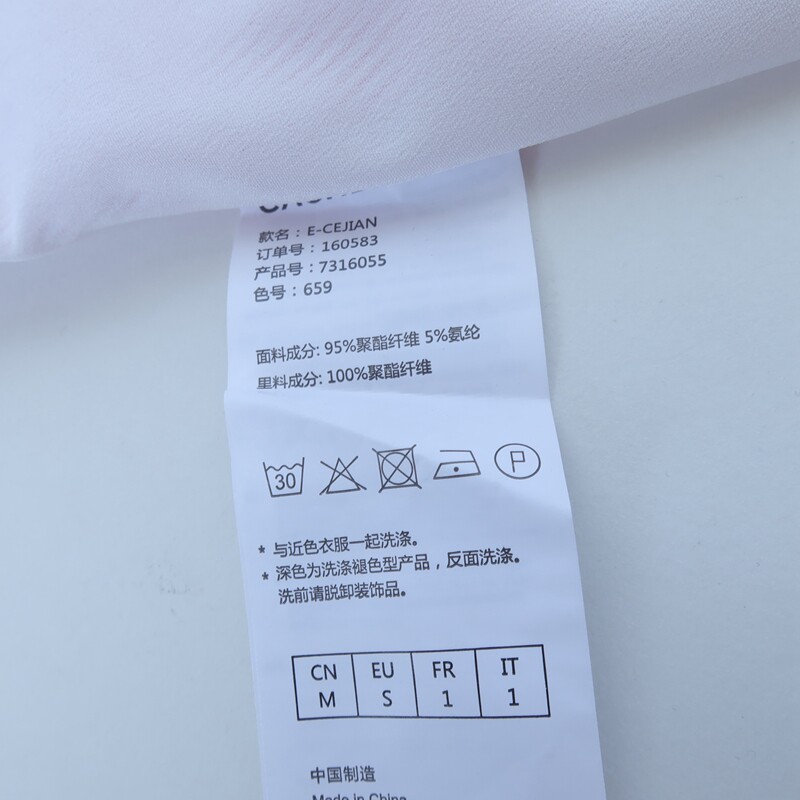 款名：E-CEJIAN
订单号：160583
产品号：7316055
色号：659
面料成分: 95%聚酯纤维 5%氨纶
里料成分: 100%聚酯纤维
30 P
* 与近色衣服一起洗涤。
* 深色为洗涤褪色型产品，反面洗涤。
洗前请脱卸装饰品。
CN EU FR IT
M S 1 1
中国制造
Made in China